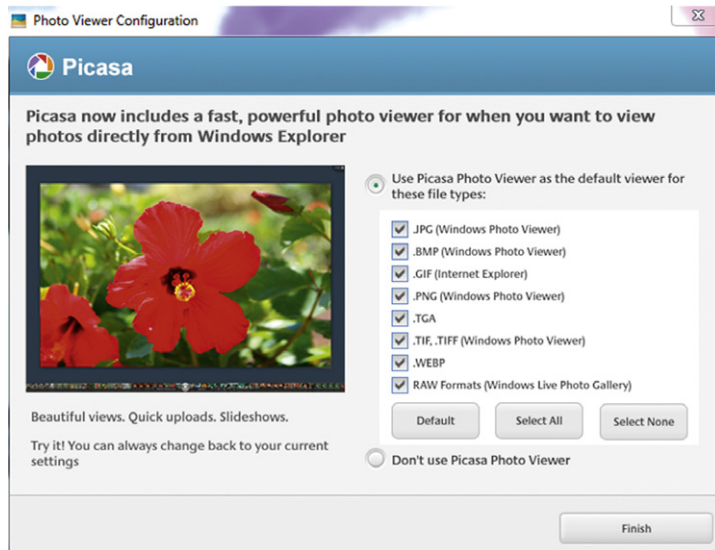 Photo Viewer Configuration
Picasa
Picasa now includes a fast, powerful photo viewer for when you want to view
photos directly from Windows Explorer
Use Picasa Photo Viewer as the default viewer for
these file types:
.JPG (Windows Photo Viewer)
.BMP (Windows Photo Viewer)
.GIF (Internet Explorer)
.PNG (Windows Photo Viewer)
.TGA
.TIF, .TIFF (Windows Photo Viewer)
.WEBP
RAW Formats (Windows Live Photo Gallery)
Default
Select All
Select None
Beautiful views. Quick uploads. Slideshows.
Try it! You can always change back to your current
settings
Don't use Picasa Photo Viewer
Finish